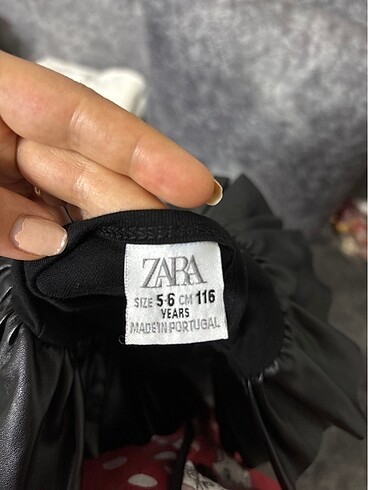 ZARA
SIZE 5-6 CM 116
YEARS
MADE IN PORTUGAL